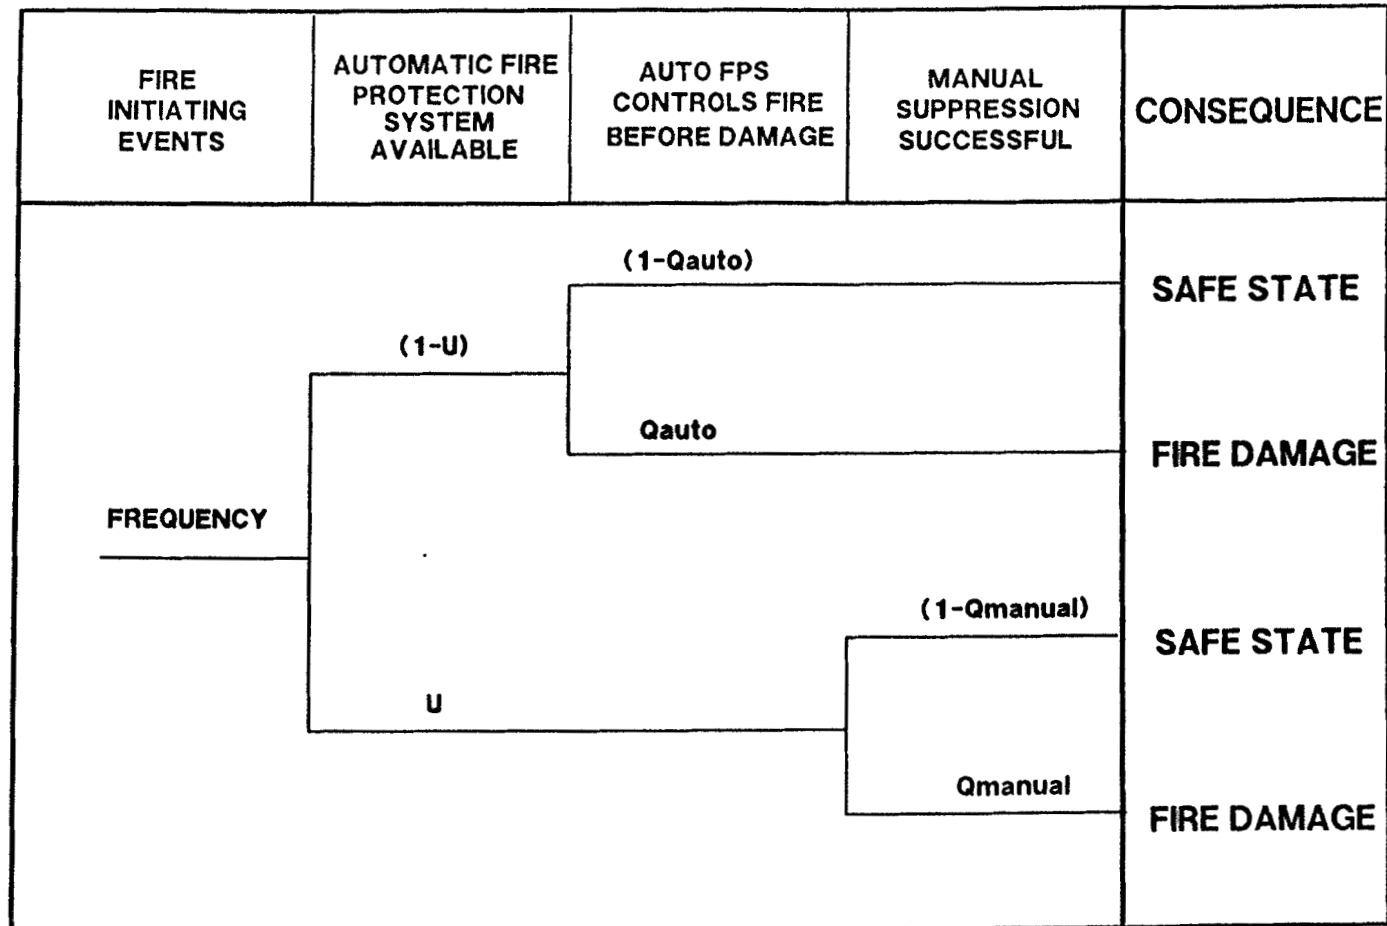 FIRE
INITIATING
EVENTS
AUTOMATIC FIRE
PROTECTION
SYSTEM
AVAILABLE
AUTO FPS
CONTROLS FIRE
BEFORE DAMAGE
MANUAL
SUPPRESSION
SUCCESSFUL
CONSEQUENCE
(1-Qauto)
SAFE STATE
(1-U)
Qauto
FIRE DAMAGE
FREQUENCY
(1-Qmanual)
SAFE STATE
U
Qmanual
FIRE DAMAGE